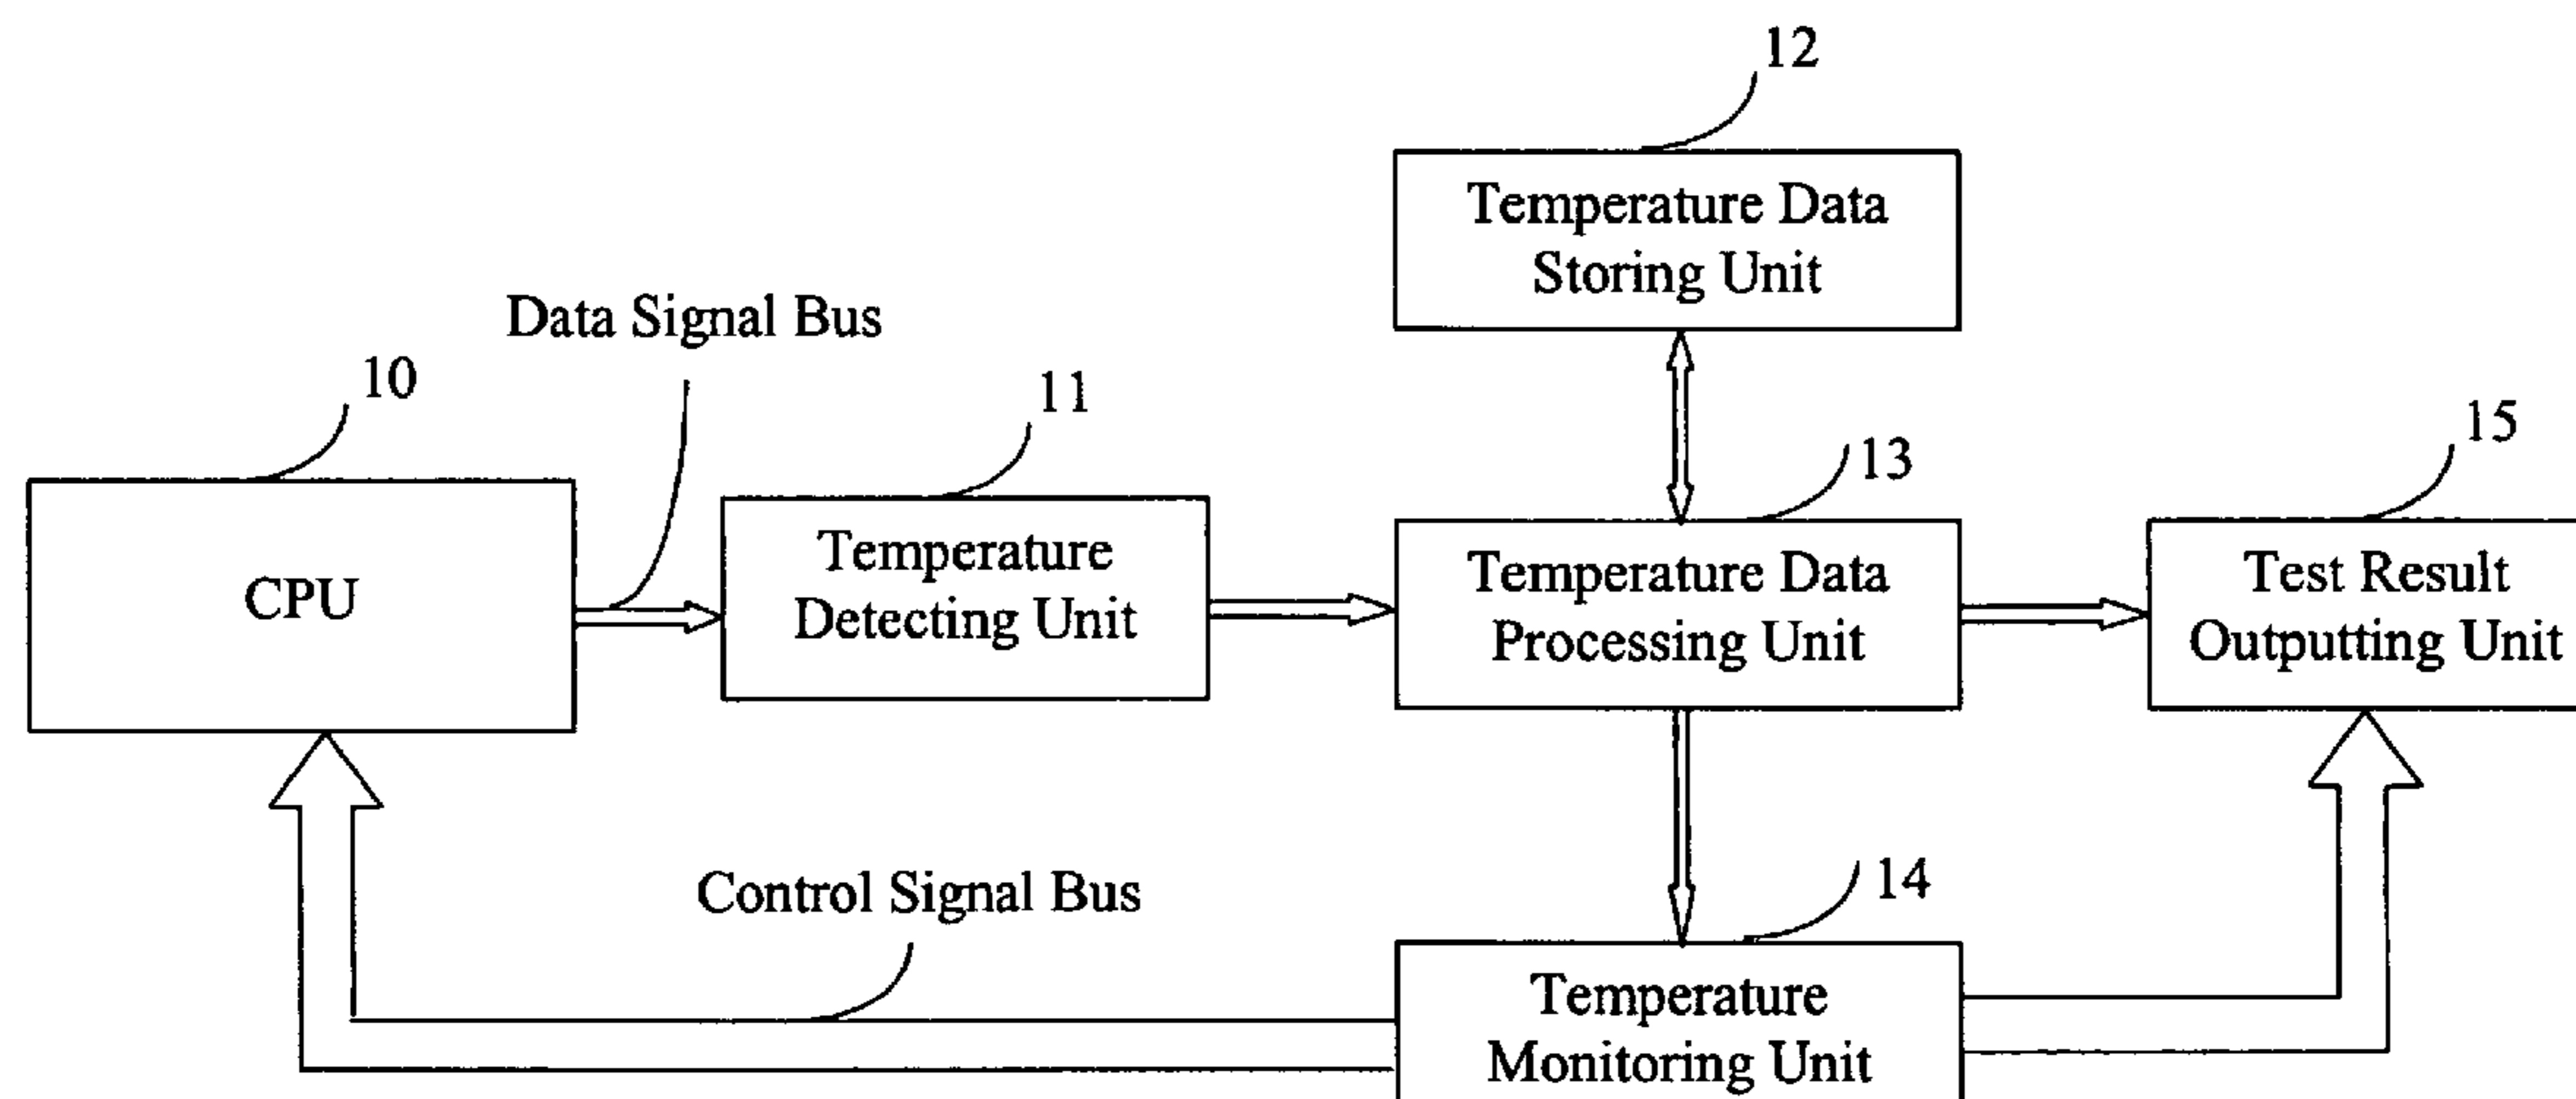 12
Temperature Data
Storing Unit
Data Signal Bus
10
11
13
15
CPU
Temperature
Detecting Unit
Temperature Data
Processing Unit
Test Result
Outputting Unit
Control Signal Bus
14
Temperature
Monitoring Unit